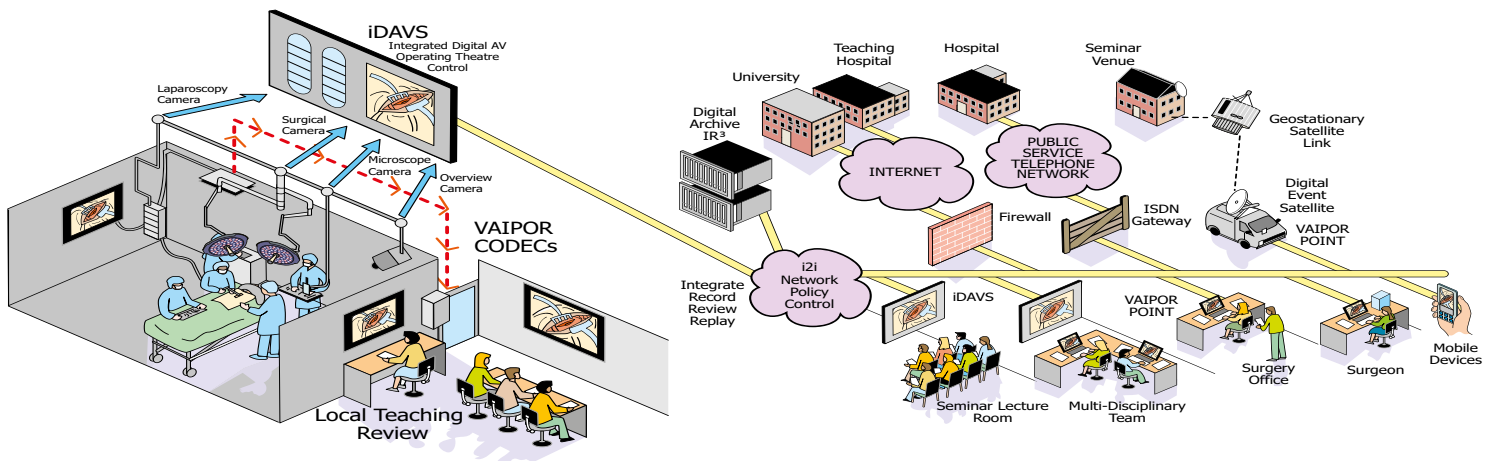 iDAVS
Integrated Digital AV
Operating Theatre
Control
Laparoscopy
Camera
Surgical
Camera
Microscope
Camera
Overview
Camera
VAIPOR
CODECs
Local Teaching
Review
Digital
Archive
IR³
University
Teaching
Hospital
Hospital
Seminar
Venue
Geostationary
Satellite
Link
INTERNET
PUBLIC
SERVICE
TELEPHONE
NETWORK
Firewall
ISDN
Gateway
Digital
Event
Satellite
VAIPOR
POINT
Integrate
Record
Review
Replay
i2i
Network
Policy
Control
iDAVS
VAIPOR
POINT
Seminar Lecture
Room
Multi-Disciplinary
Team
Surgery
Office
Surgeon
Mobile
Devices